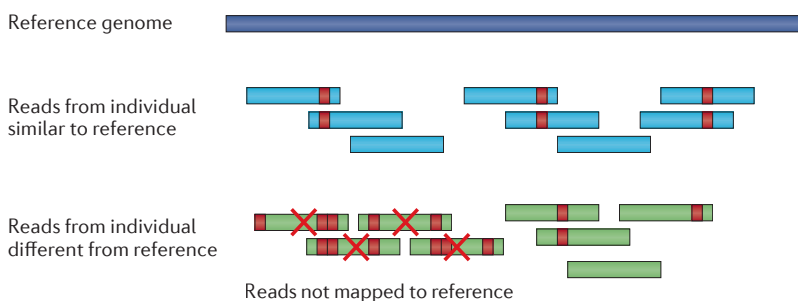 Reference genome
Reads from individual
similar to reference
Reads from individual
different from reference
Reads not mapped to reference